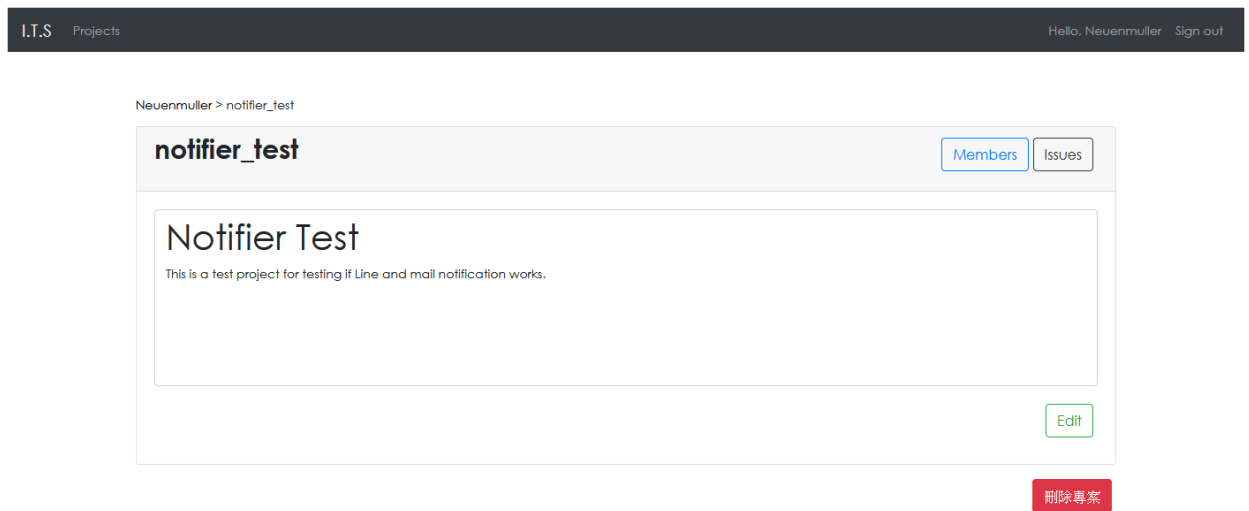 I.T.S Projects Hello, Neuenmuller Sign out
Neuenmuller > notifier_test
notifier_test Members Issues
Notifier Test
This is a test project for testing if Line and mail notification works.
Edit
刪除專案